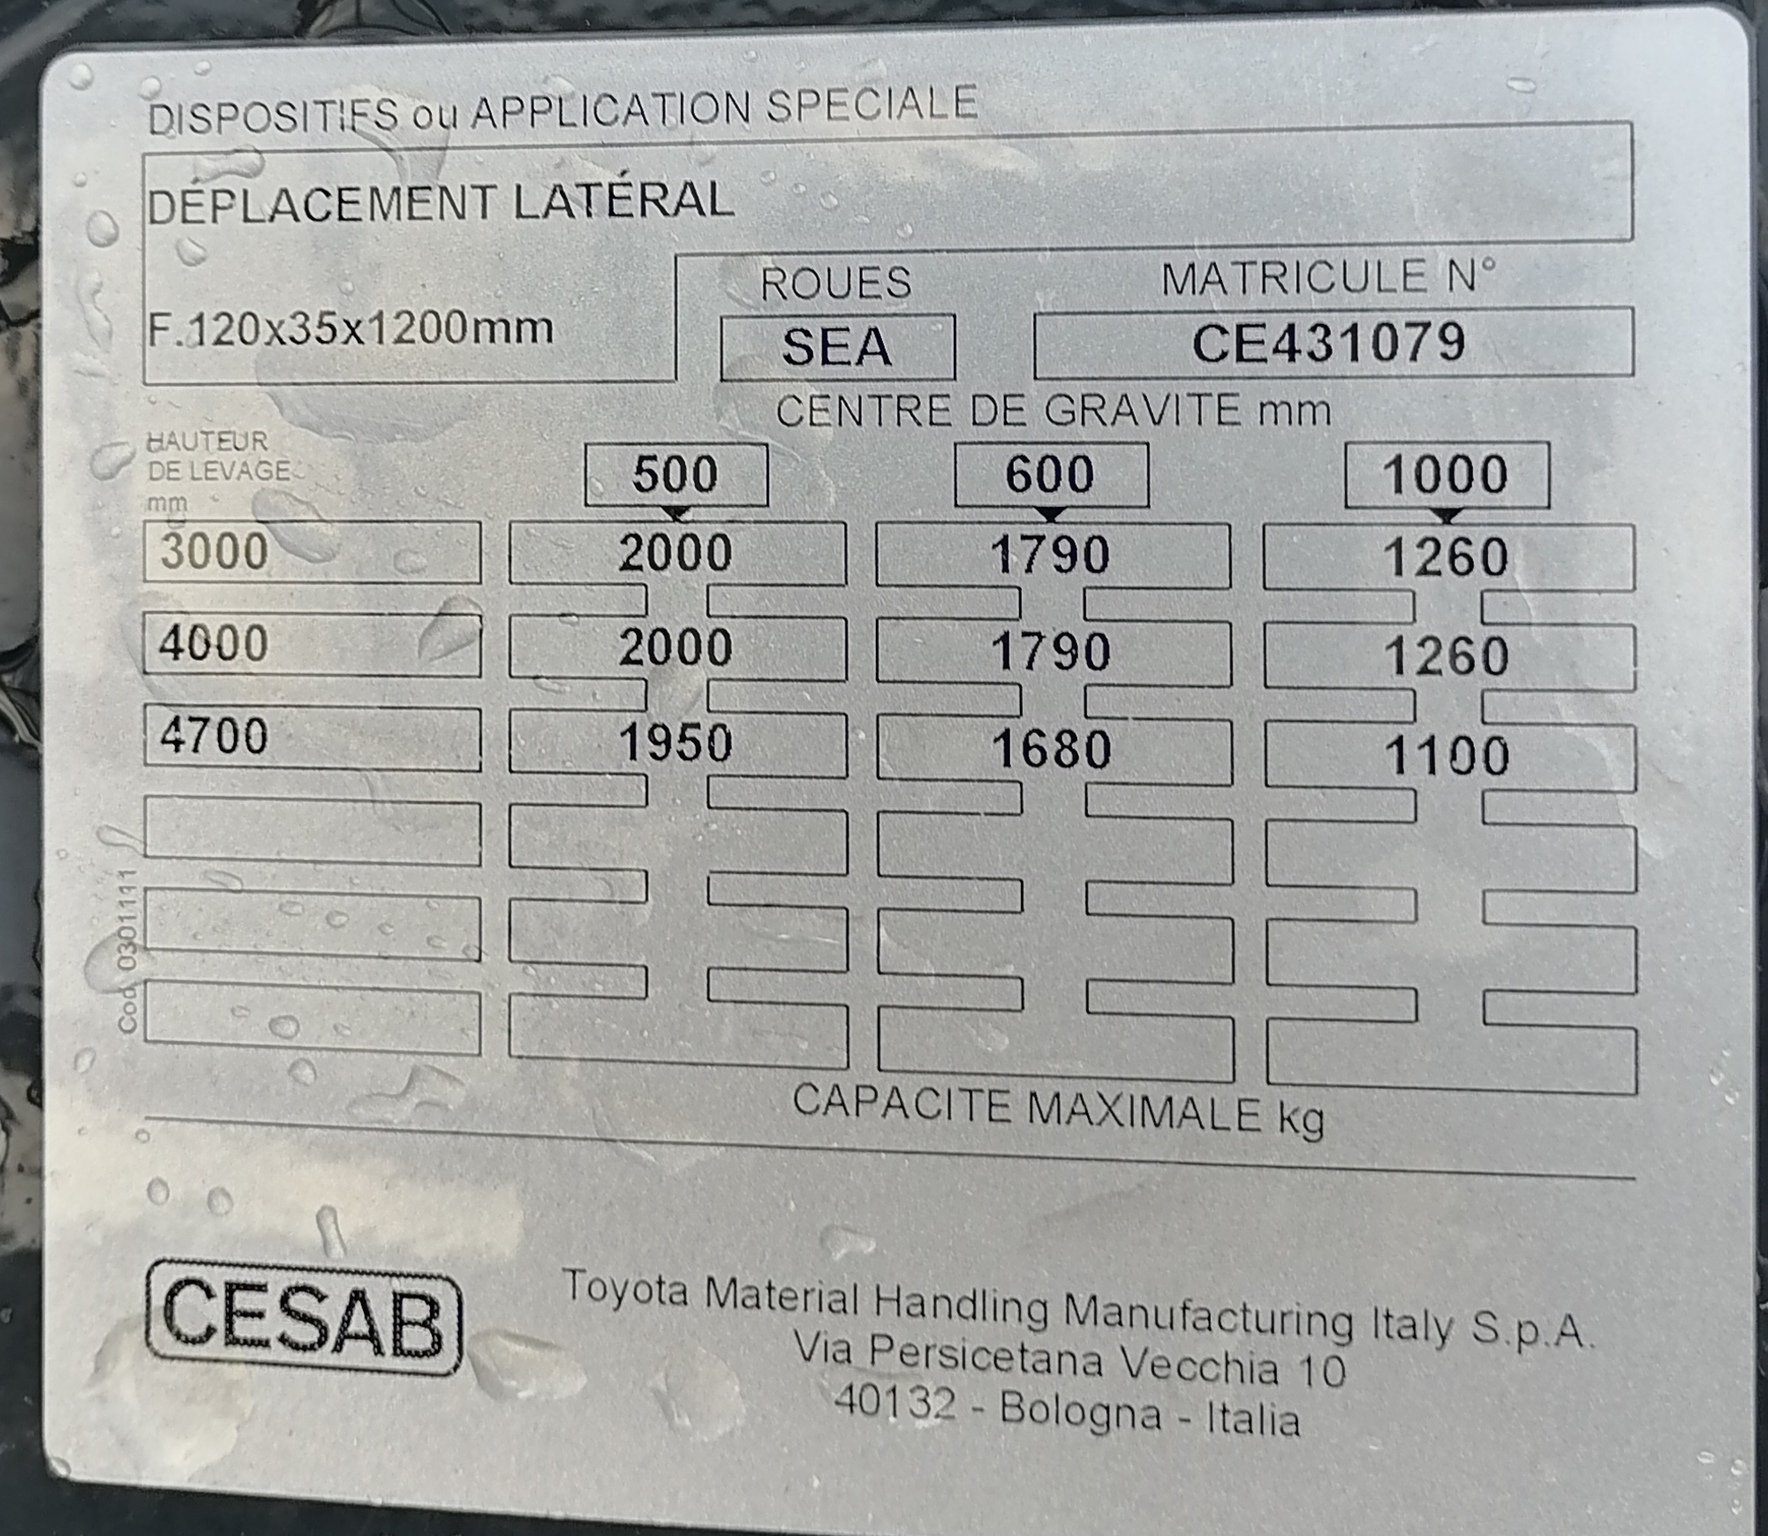 DISPOSITIFS ou APPLICATION SPECIALE
DÉPLACEMENT LATÉRAL
F.120x35x1200mm
ROUES
SEA
MATRICULE N°
CE431079
CENTRE DE GRAVITE mm
HAUTEUR
DE LEVAGE
mm
500 600 1000
3000 2000 1790 1260
4000 2000 1790 1260
4700 1950 1680 1100
CAPACITE MAXIMALE kg
Cod. 0301111
CESAB
Toyota Material Handling Manufacturing Italy S.p.A.
Via Persicetana Vecchia 10
40132 - Bologna - Italia